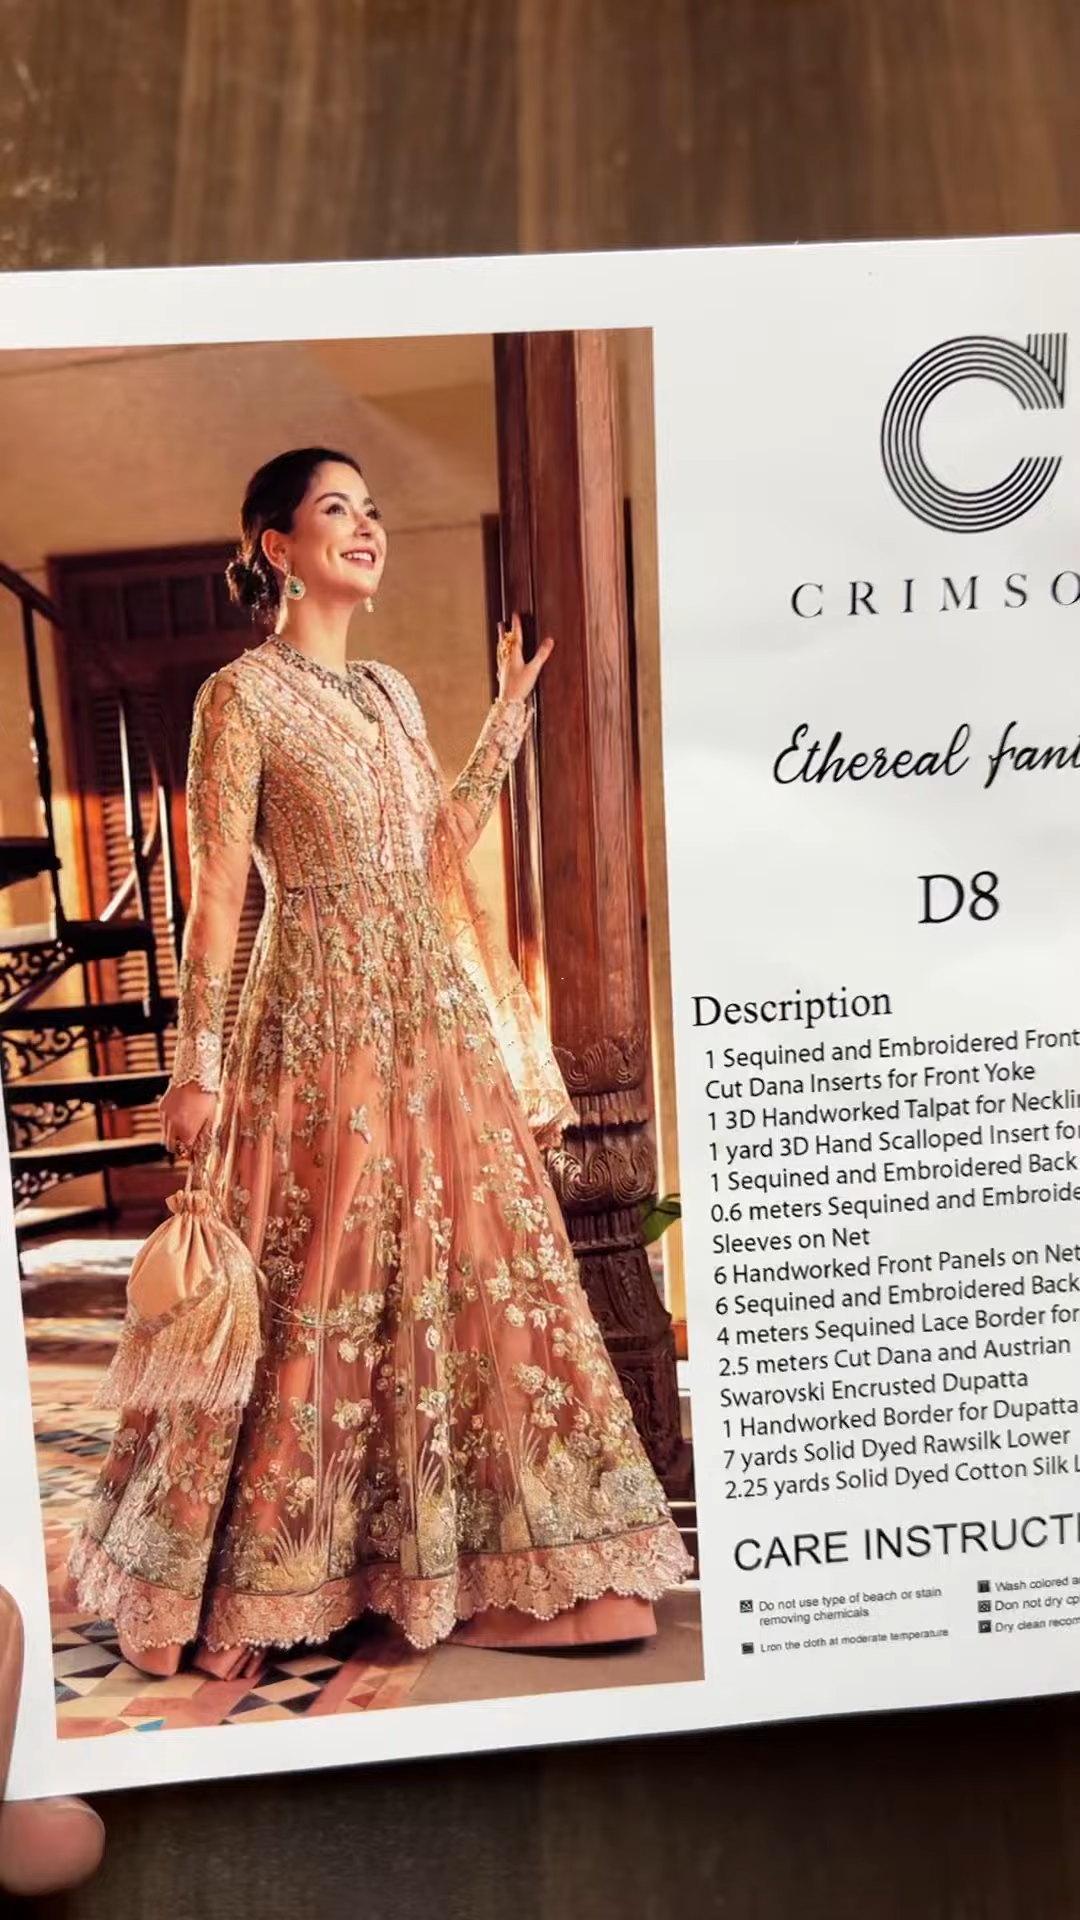 C
CRIMSO
Ethereal fant
D8
Description
1 Sequined and Embroidered Front
Cut Dana Inserts for Front Yoke
1 3D Handworked Talpat for Necklin
1 yard 3D Hand Scalloped Insert for
1 Sequined and Embroidered Back
0.6 meters Sequined and Embroide
Sleeves on Net
6 Handworked Front Panels on Net
6 Sequined and Embroidered Back
4 meters Sequined Lace Border for
2.5 meters Cut Dana and Austrian
Swarovski Encrusted Dupatta
1 Handworked Border for Dupatta
7 yards Solid Dyed Rawsilk Lower
2.25 yards Solid Dyed Cotton Silk L
CARE INSTRUCTI
Do not use type of beach or stain
removing chemicals
Lron the cloth at moderate temperature
Wash colored a
Don not dry cp
Dry clean recom